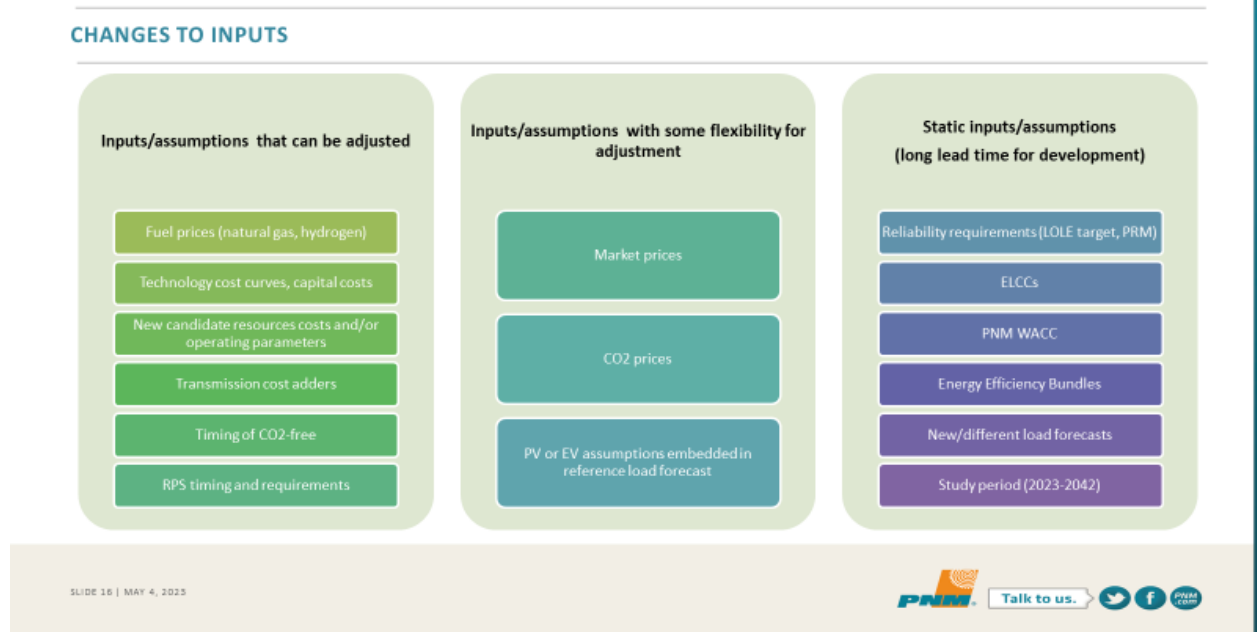 CHANGES TO INPUTS
Inputs/assumptions that can be adjusted
Fuel prices (natural gas, hydrogen)
Technology cost curves, capital costs
New candidate resources costs and/or
operating parameters
Transmission cost adders
Timing of CO2-free
RPS timing and requirements
Inputs/assumptions with some flexibility for
adjustment
Market prices
CO2 prices
PV or EV assumptions embedded in
reference load forecast
Static inputs/assumptions
(long lead time for development)
Reliability requirements (LOLE target, PRM)
ELCCs
PNM WACC
Energy Efficiency Bundles
New/different load forecasts
Study period (2023-2042)
SLIDE 16 | MAY 4, 2023
PNM.
Talk to us.
f
PNM
.com